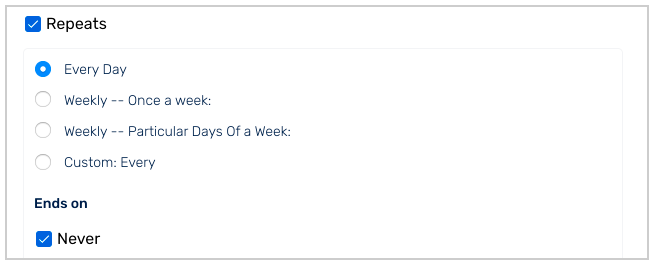 Repeats
Every Day
Weekly -- Once a week:
Weekly -- Particular Days Of a Week:
Custom: Every
Ends on
Never